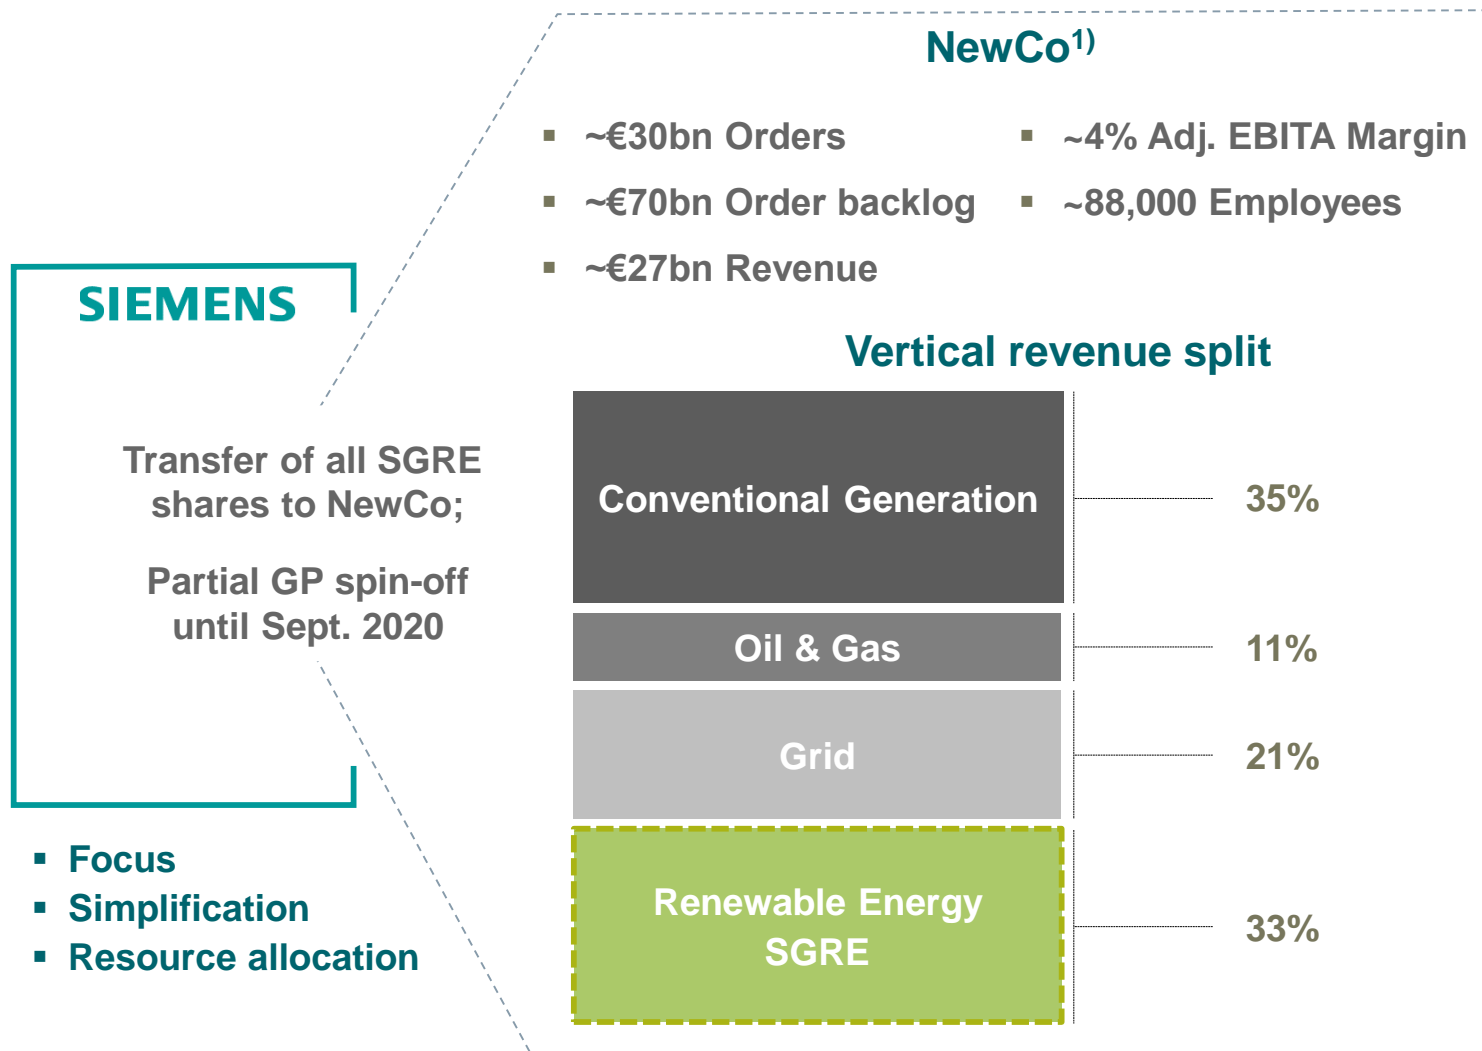 NewCo1)
▪ ~€30bn Orders
▪ ~€70bn Order backlog
▪ ~€27bn Revenue
▪ ~4% Adj. EBITA Margin
▪ ~88,000 Employees
SIEMENS
Transfer of all SGRE
shares to NewCo;
Partial GP spin-off
until Sept. 2020
▪ Focus
▪ Simplification
▪ Resource allocation
Vertical revenue split
Conventional Generation 35%
Oil & Gas 11%
Grid 21%
Renewable Energy
SGRE
33%